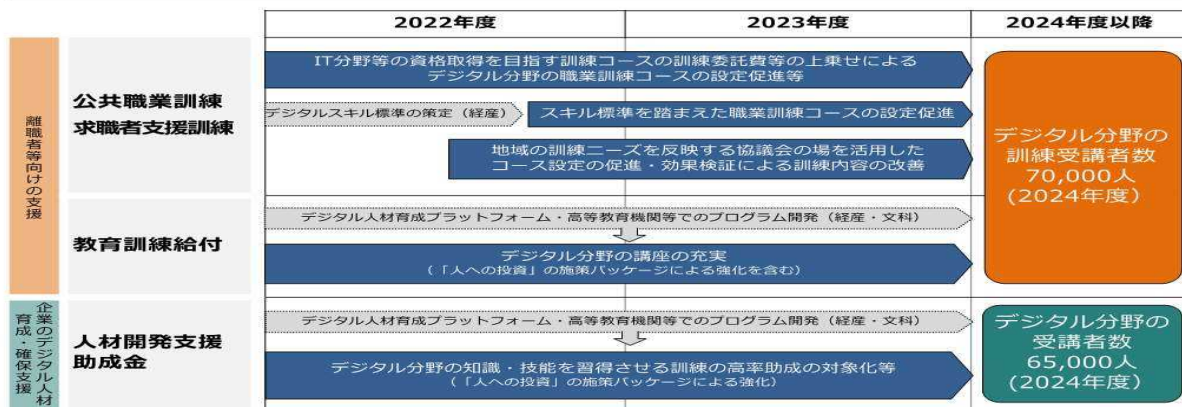 2022年度
2023年度
2024年度以降
離職者等向けの支援
公共職業訓練
求職者支援訓練
IT分野等の資格取得を目指す訓練コースの訓練委託費等の上乗せによる
デジタル分野の職業訓練コースの設定促進等
デジタルスキル標準の策定（経産）
スキル標準を踏まえた職業訓練コースの設定促進
地域の訓練ニーズを反映する協議会の場を活用した
コース設定の促進・効果検証による訓練内容の改善
教育訓練給付
デジタル人材育成プラットフォーム・高等教育機関等でのプログラム開発（経産・文科）
デジタル分野の講座の充実
（「人への投資」の施策パッケージによる強化を含む）
デジタル分野の
訓練受講者数
70,000人
(2024年度)
企業のデジタル人材
育成・確保支援
人材開発支援
助成金
デジタル人材育成プラットフォーム・高等教育機関等でのプログラム開発（経産・文科）
デジタル分野の知識・技能を習得させる訓練の高率助成の対象化等
（「人への投資」の施策パッケージによる強化）
デジタル分野の
受講者数
65,000人
(2024年度)